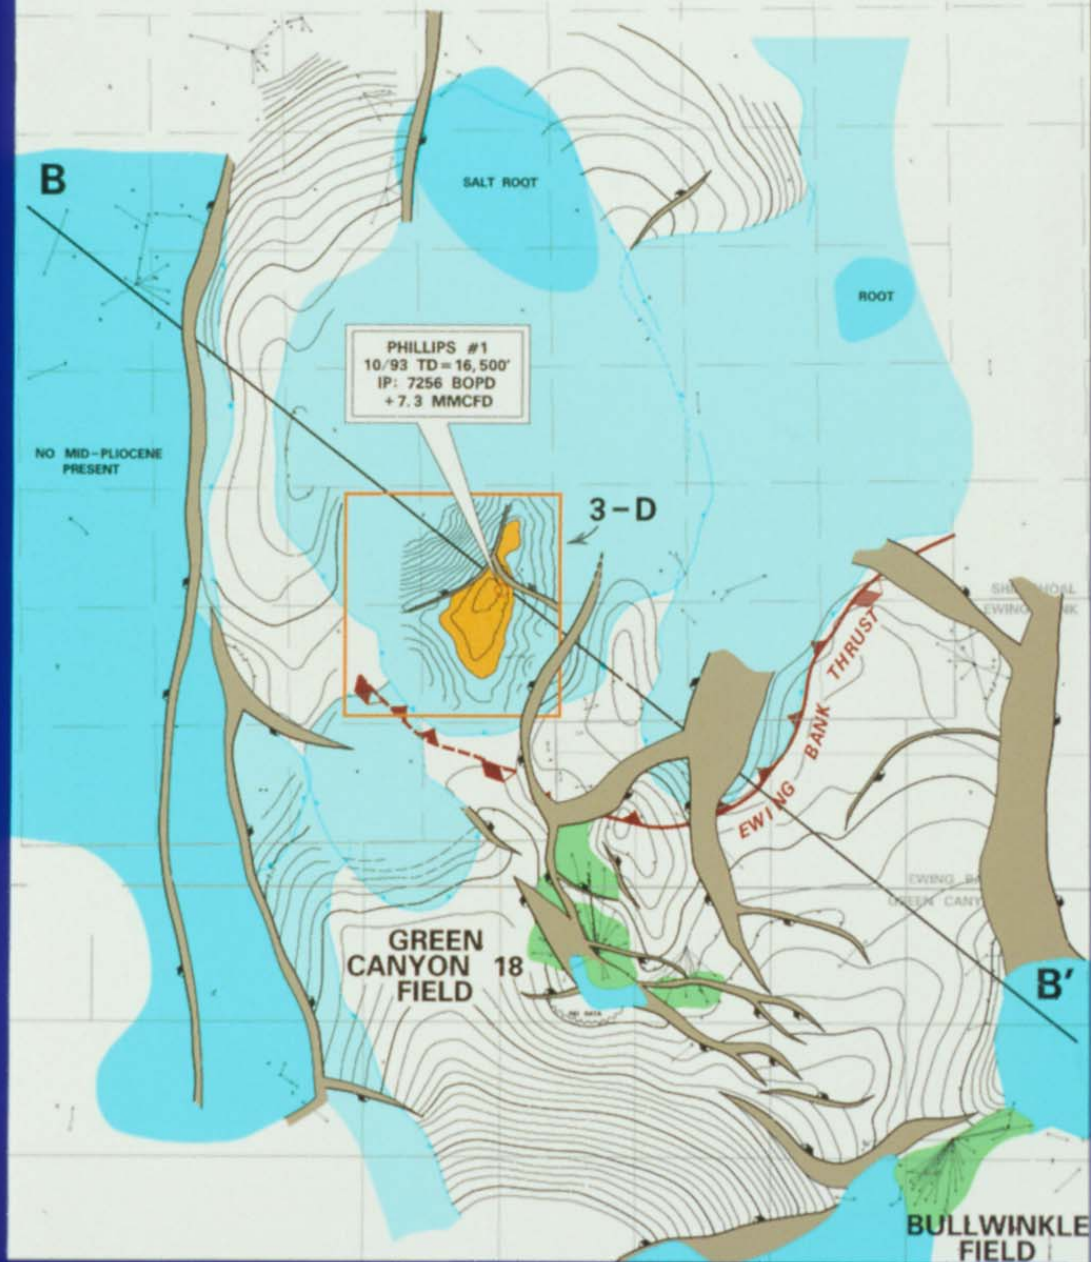 B
SALT ROOT
ROOT
PHILLIPS #1
10/93 TD=16,500'
IP: 7256 BOPD
+7.3 MMCFD
NO MID-PLIOCENE
PRESENT
3-D
EWING BANK THRUST
EWING
GREEN
CANYON 18
FIELD
B'
BULLWINKLE
FIELD